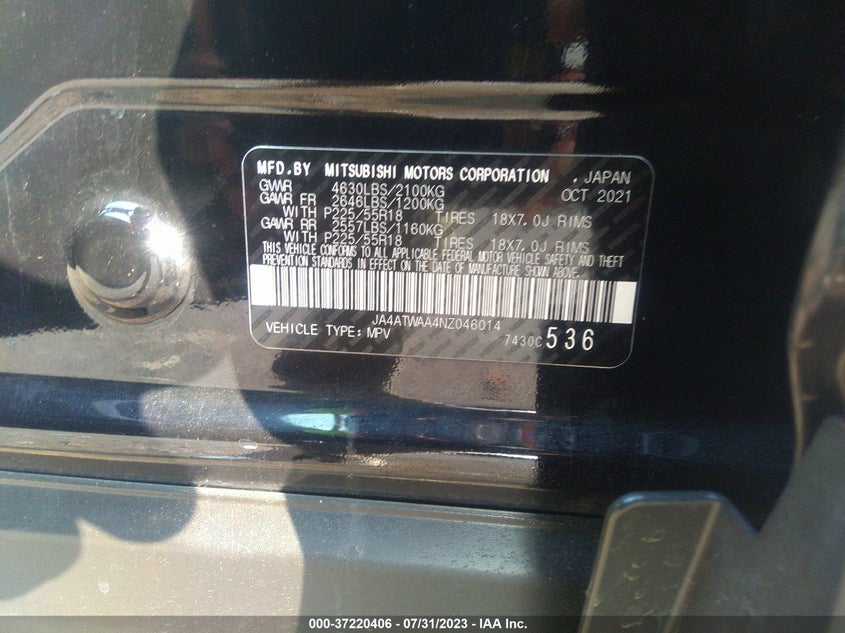 MFD.BY MITSUBISHI MOTORS CORPORATION , JAPAN
GVWR 4630LBS/2100KG OCT 2021
GAWR FR 2646LBS/1200KG
WITH P225/55R18 TIRES 18X7.0J RIMS
GAWR RR 2557LBS/1160KG
WITH P225/55R18 TIRES 18X7.0J RIMS
THIS VEHICLE CONFORMS TO ALL APPLICABLE FEDERAL MOTOR VEHICLE SAFETY AND THEFT
PREVENTION STANDARDS IN EFFECT ON THE DATE OF MANUFACTURE SHOWN ABOVE.
JA4ATWAA4NZ046014
VEHICLE TYPE: MPV 7430C 536
000-37220406 - 07/31/2023 - IAA Inc.